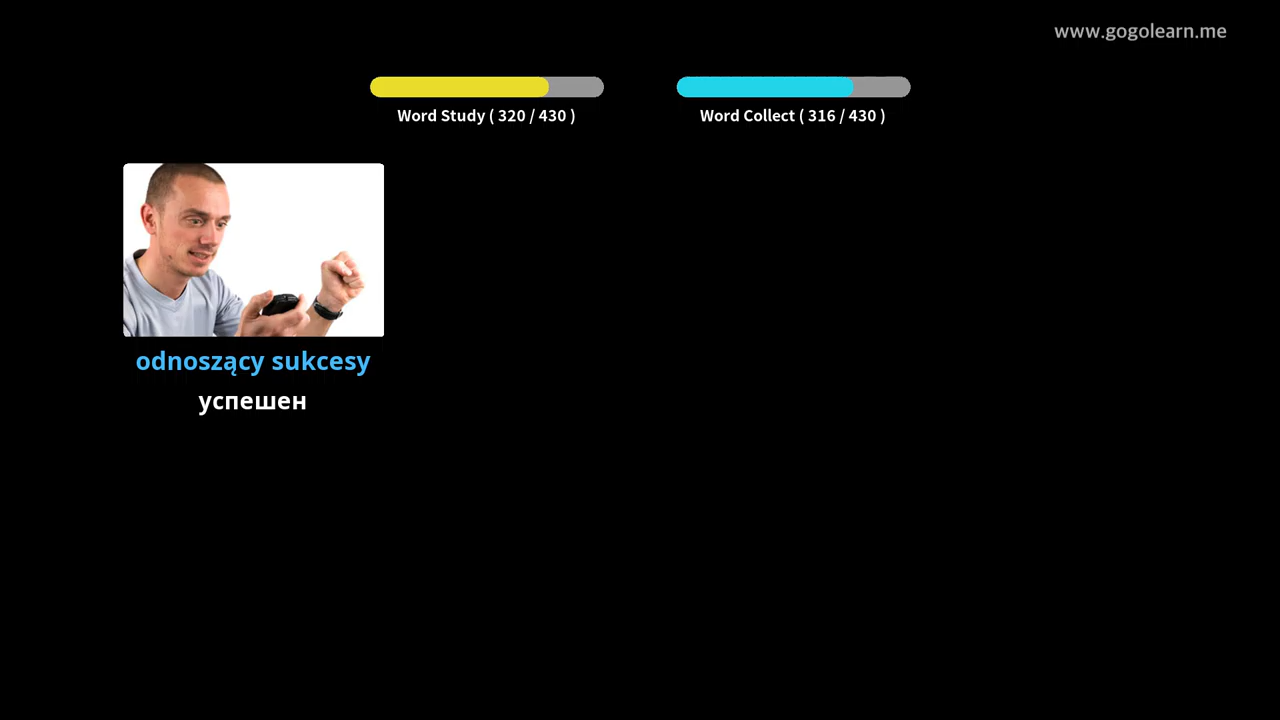 www.gogolearn.me
Word Study ( 320 / 430 )
Word Collect ( 316 / 430 )
odnoszący sukcesy
успешен